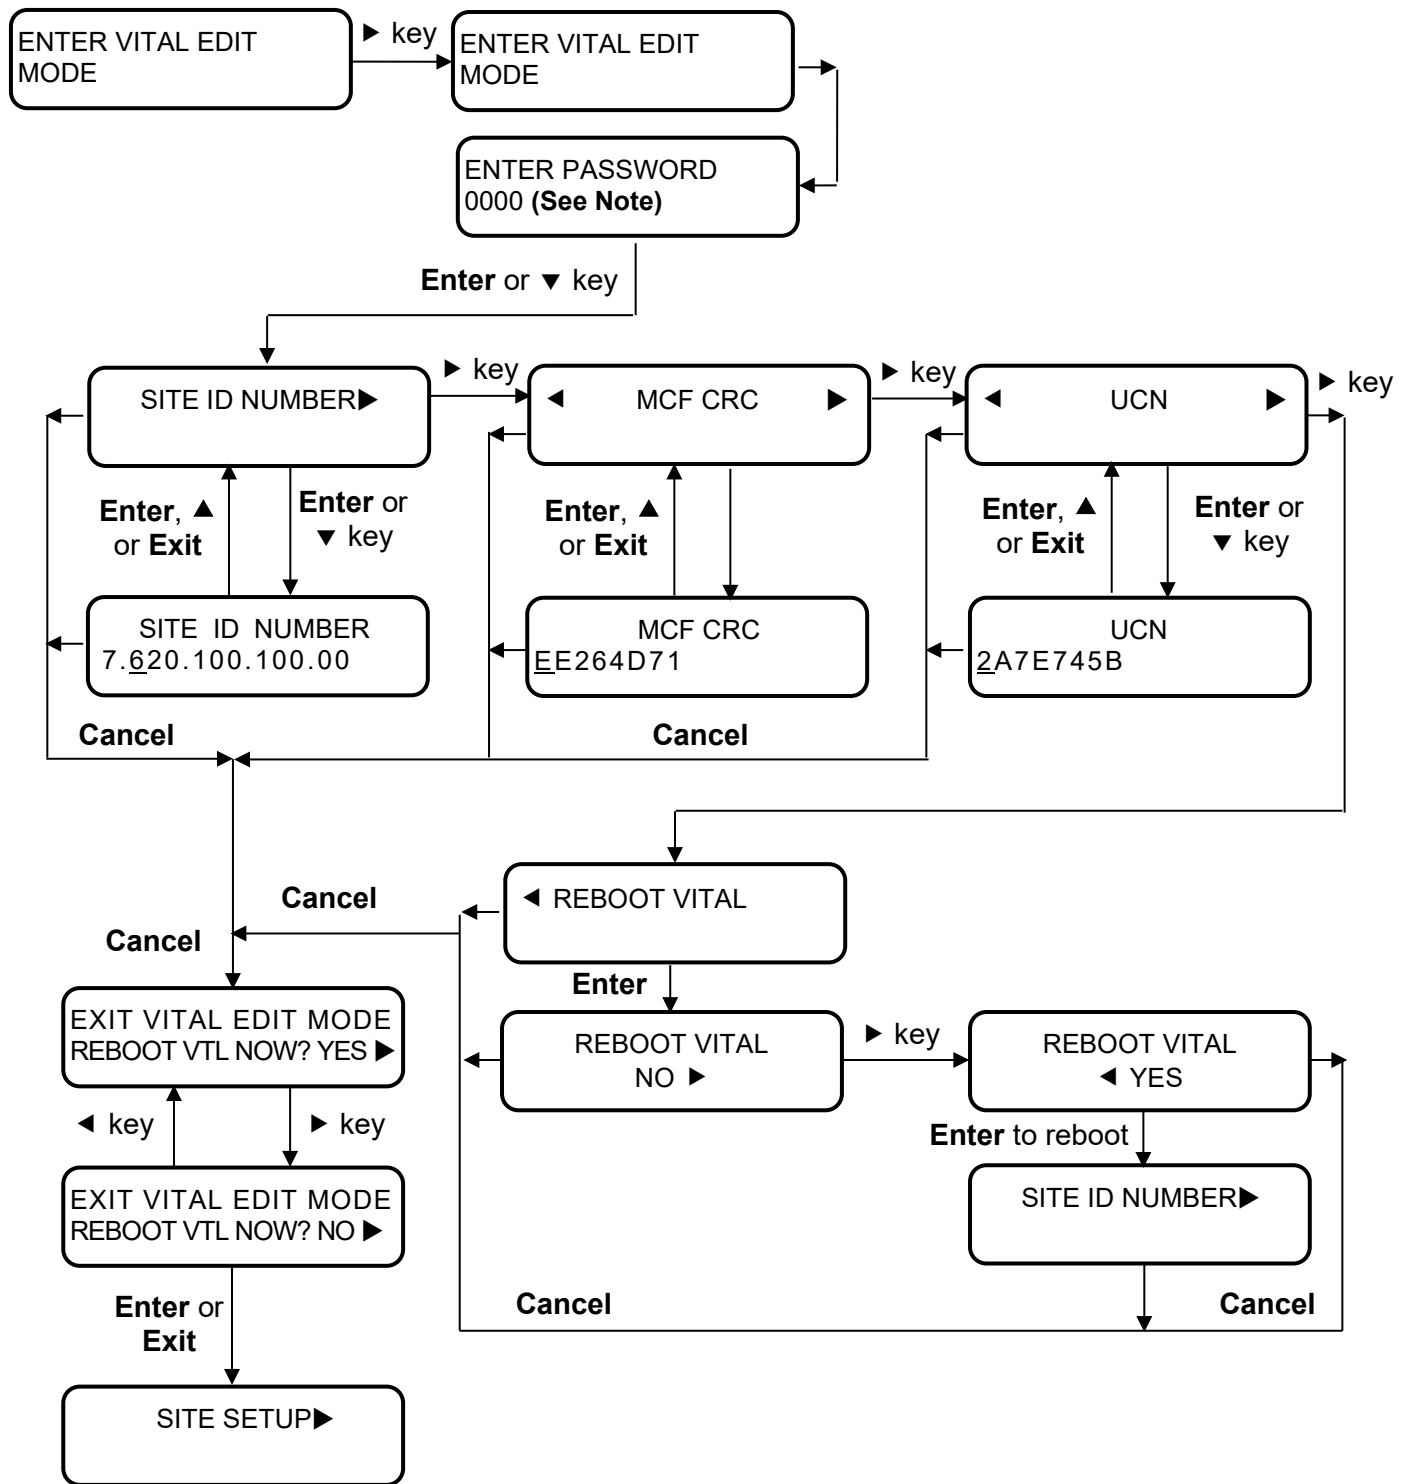 ENTER VITAL EDIT
MODE
▶ key
ENTER VITAL EDIT
MODE
ENTER PASSWORD
0000 (See Note)
Enter or ▼ key
SITE ID NUMBER▶
▶ key
◀ MCF CRC ▶
▶ key
◀ UCN ▶
▶ key
Enter, ▲
or Exit
Enter or
▼ key
Enter, ▲
or Exit
Enter, ▲
or Exit
Enter or
▼ key
SITE ID NUMBER
7.620.100.100.00
MCF CRC
EE264D71
UCN
2A7E745B
Cancel
Cancel
◀ REBOOT VITAL
Cancel
Cancel
Enter
EXIT VITAL EDIT MODE
REBOOT VTL NOW? YES ▶
REBOOT VITAL
NO ▶
▶ key
REBOOT VITAL
◀ YES
◀ key
▶ key
Enter to reboot
EXIT VITAL EDIT MODE
REBOOT VTL NOW? NO ▶
SITE ID NUMBER▶
Enter or
Exit
Cancel
Cancel
SITE SETUP▶